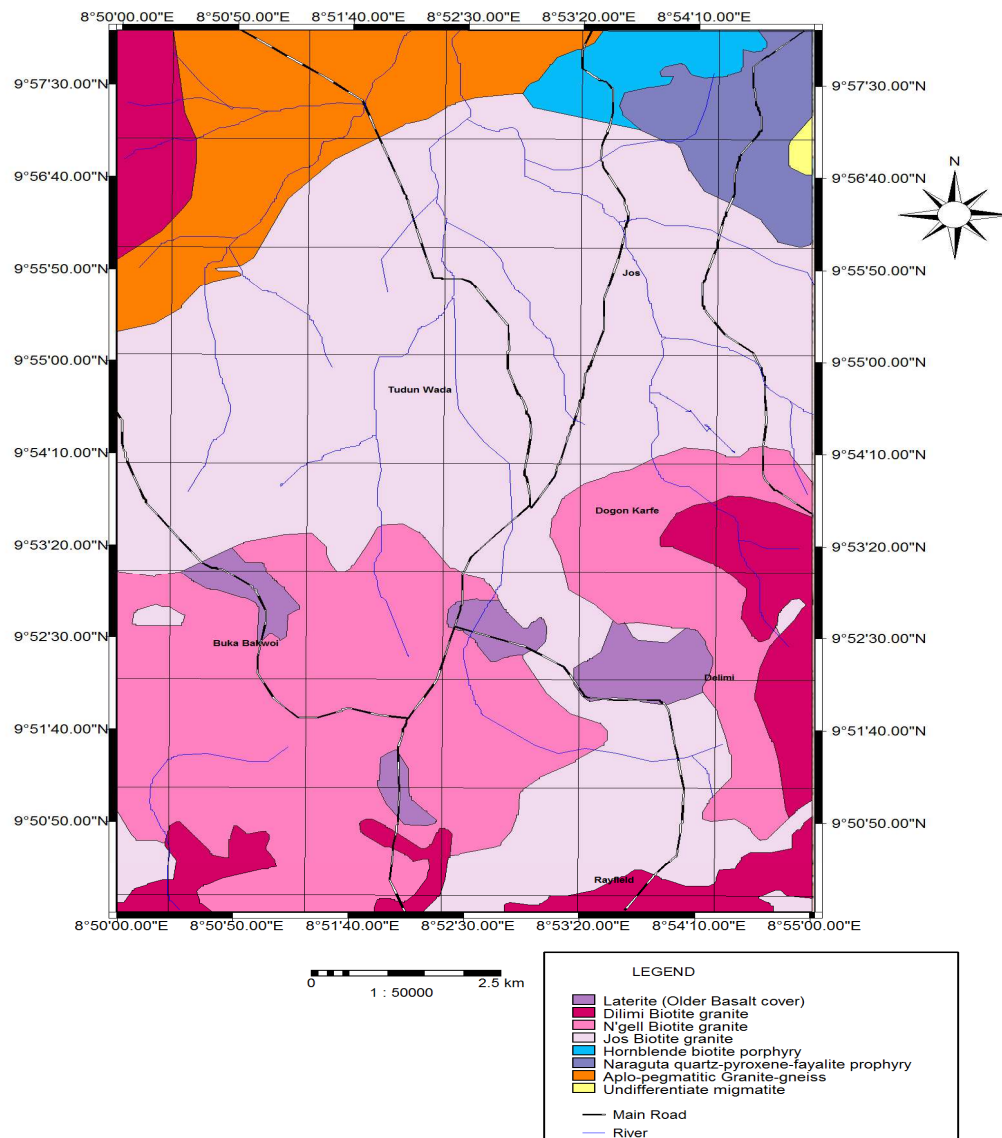 8°50'00.00"E 8°50'50.00"E 8°51'40.00"E 8°52'30.00"E 8°53'20.00"E 8°54'10.00"E
9°57'30.00"N 9°57'30.00"N
9°56'40.00"N 9°56'40.00"N
N
9°55'50.00"N Jos 9°55'50.00"N
9°55'00.00"N 9°55'00.00"N
Tudun Wada
9°54'10.00"N 9°54'10.00"N
Dogon Karfe
9°53'20.00"N 9°53'20.00"N
9°52'30.00"N 9°52'30.00"N
Buka Bakwoi
Delimi
9°51'40.00"N 9°51'40.00"N
9°50'50.00"N 9°50'50.00"N
Rayfield
8°50'00.00"E 8°50'50.00"E 8°51'40.00"E 8°52'30.00"E 8°53'20.00"E 8°54'10.00"E 8°55'00.00"E
0 2.5 km
1 : 50000
LEGEND
Laterite (Older Basalt cover)
Dilimi Biotite granite
N'gell Biotite granite
Jos Biotite granite
Hornblende biotite porphyry
Naraguta quartz-pyroxene-fayalite prophyry
Aplo-pegmatitic Granite-gneiss
Undifferentiate migmatite
Main Road
River